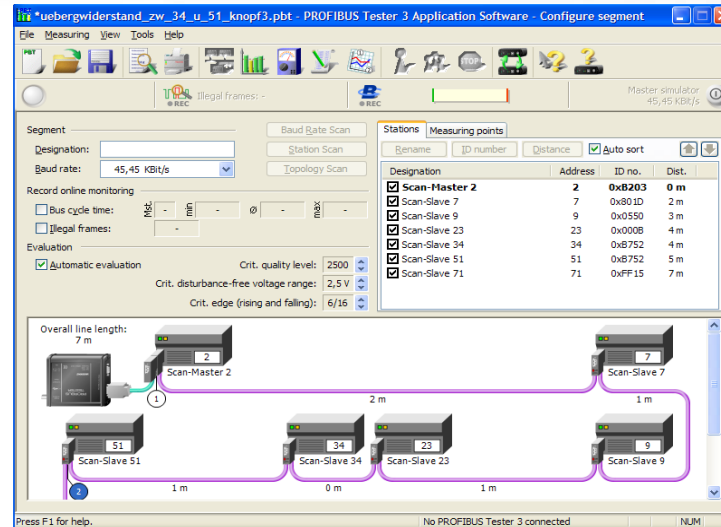 *uebergwiderstand_zw_34_u_51_knopf3.pbt - PROFIBUS Tester 3 Application Software - Configure segment
File Measuring View Tools Help
PBT
STOP
REC Illegal frames: -
REC
Master simulator
45,45 KBit/s
Segment
Designation:
Baud rate: 45,45 KBit/s
Baud Rate Scan
Station Scan
Topology Scan
Record online monitoring
Bus cycle time: Mst. - min - Ø - max -
Illegal frames: -
Evaluation
Automatic evaluation
Crit. quality level: 2500
Crit. disturbance-free voltage range: 2,5 V
Crit. edge (rising and falling): 6/16
Stations Measuring points
Rename ID number Distance Auto sort
Designation Address ID no. Dist.
Scan-Master 2 2 0xB203 0 m
Scan-Slave 7 7 0x801D 2 m
Scan-Slave 9 9 0x0550 3 m
Scan-Slave 23 23 0x000B 4 m
Scan-Slave 34 34 0xB752 4 m
Scan-Slave 51 51 0xB752 5 m
Scan-Slave 71 71 0xFF15 7 m
Overall line length:
7 m
2
Scan-Master 2
1
7
Scan-Slave 7
2 m
1 m
51
Scan-Slave 51
34
Scan-Slave 34
23
Scan-Slave 23
9
Scan-Slave 9
2
1 m
0 m
1 m
Press F1 for help.
No PROFIBUS Tester 3 connected
NUM